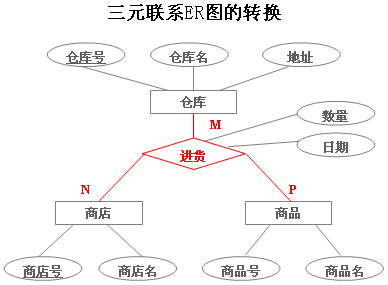 三元联系ER图的转换
仓库号 仓库名 地址
仓库
M
数量
进货
日期
N P
商店 商品
商店号 商店名 商品号 商品名